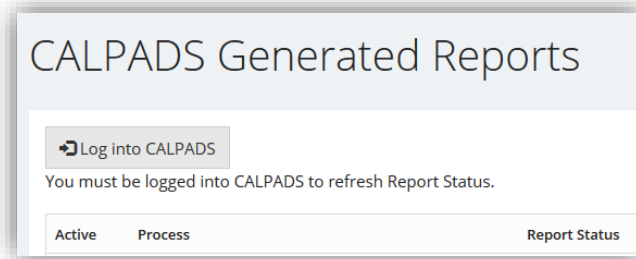 CALPADS Generated Reports
Log into CALPADS
You must be logged into CALPADS to refresh Report Status.
Active Process Report Status